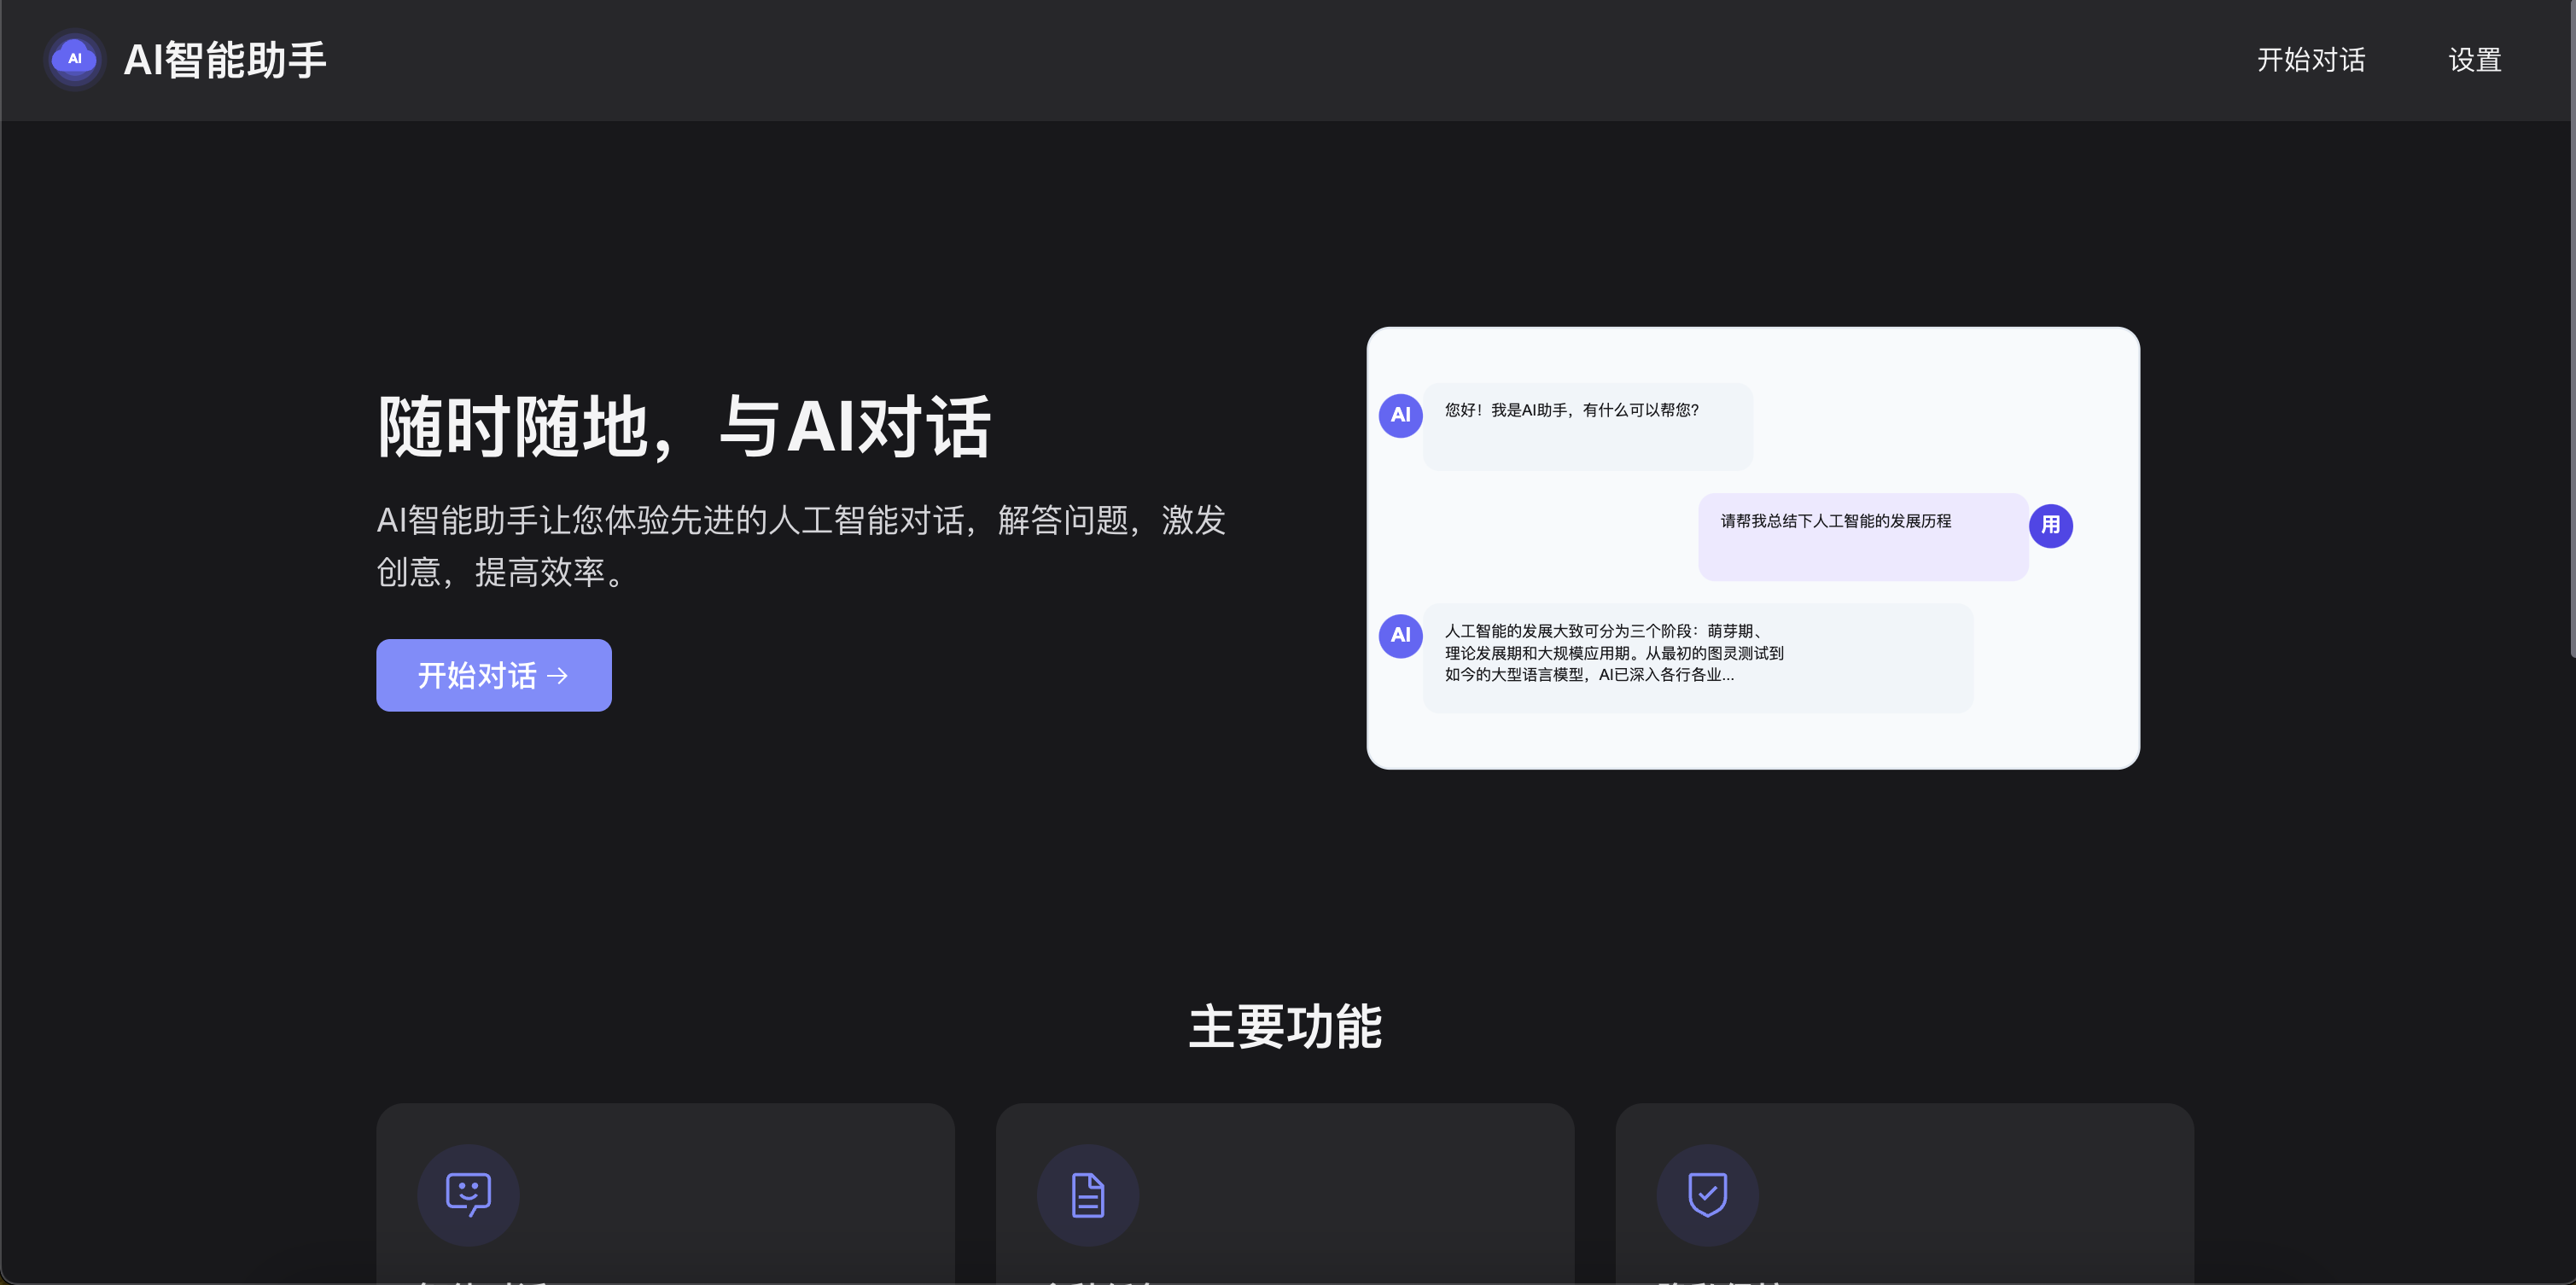 AI
AI智能助手
开始对话
设置
随时随地，与AI对话
AI智能助手让您体验先进的人工智能对话，解答问题，激发
创意，提高效率。
开始对话 →
AI
您好！我是AI助手，有什么可以帮您?
请帮我总结下人工智能的发展历程
用
AI
人工智能的发展大致可分为三个阶段：萌芽期、
理论发展期和大规模应用期。从最初的图灵测试到
如今的大型语言模型，AI已深入各行各业...
主要功能